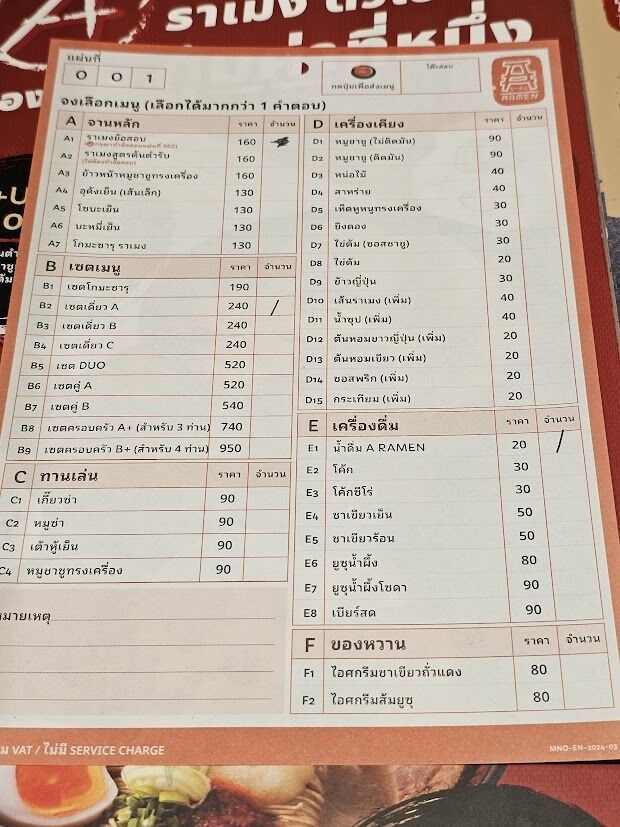 ราเมง
แผ่นที่
0 0 1
กดปุ่มเพื่อส่งเมนู
โต๊ะสอบ
RAMEN
จงเลือกเมนู (เลือกได้มากกว่า 1 คำตอบ)
A จานหลัก ราคา จำนวน
A1 ราเมงข้อสอบ 160
(กรุณาทำข้อสอบแผ่นที่ 002)
A2 ราเมงสูตรต้นตำรับ 160
(ไม่ต้องทำข้อสอบ)
A3 ข้าวหน้าหมูชาชูทรงเครื่อง 160
A4 อุด้งเย็น (เส้นเล็ก) 130
A5 โซบะเย็น 130
A6 บะหมี่เย็น 130
A7 โกมะซารุ ราเมง 130
B เซตเมนู ราคา จำนวน
B1 เซตโกมะซารุ 190
B2 เซตเดี่ยว A 240 /
B3 เซตเดี่ยว B 240
B4 เซตเดี่ยว C 240
B5 เซต DUO 520
B6 เซตคู่ A 520
B7 เซตคู่ B 540
B8 เซตครอบครัว A+ (สำหรับ 3 ท่าน) 740
B9 เซตครอบครัว B+ (สำหรับ 4 ท่าน) 950
C ทานเล่น ราคา จำนวน
C1 เกี๊ยวซ่า 90
C2 หมูซ่า 90
C3 เต้าหู้เย็น 90
C4 หมูชาชูทรงเครื่อง 90
หมายเหตุ
D เครื่องเคียง ราคา จำนวน
D1 หมูชาชู (ไม่ติดมัน) 90
D2 หมูชาชู (ติดมัน) 90
D3 หน่อไม้ 40
D4 สาหร่าย 40
D5 เห็ดหูหนูทรงเครื่อง 30
D6 ขิงดอง 30
D7 ไข่ต้ม (ซอสชาชู) 30
D8 ไข่ต้ม 20
D9 ข้าวญี่ปุ่น 30
D10 เส้นราเมง (เพิ่ม) 40
D11 น้ำซุป (เพิ่ม) 40
D12 ต้นหอมขาวญี่ปุ่น (เพิ่ม) 20
D13 ต้นหอมเขียว (เพิ่ม) 20
D14 ซอสพริก (เพิ่ม) 20
D15 กระเทียม (เพิ่ม) 20
E เครื่องดื่ม ราคา จำนวน
E1 น้ำดื่ม A RAMEN 20 /
E2 โค้ก 30
E3 โค้กซีโร่ 30
E4 ชาเขียวเย็น 50
E5 ชาเขียวร้อน 50
E6 ยูซุน้ำผึ้ง 80
E7 ยูซุน้ำผึ้งโซดา 90
E8 เบียร์สด 90
F ของหวาน ราคา จำนวน
F1 ไอศกรีมชาเขียวถั่วแดง 80
F2 ไอศกรีมส้มยูซุ 80
VAT / ไม่มี SERVICE CHARGE
MNO-EN-2024-03